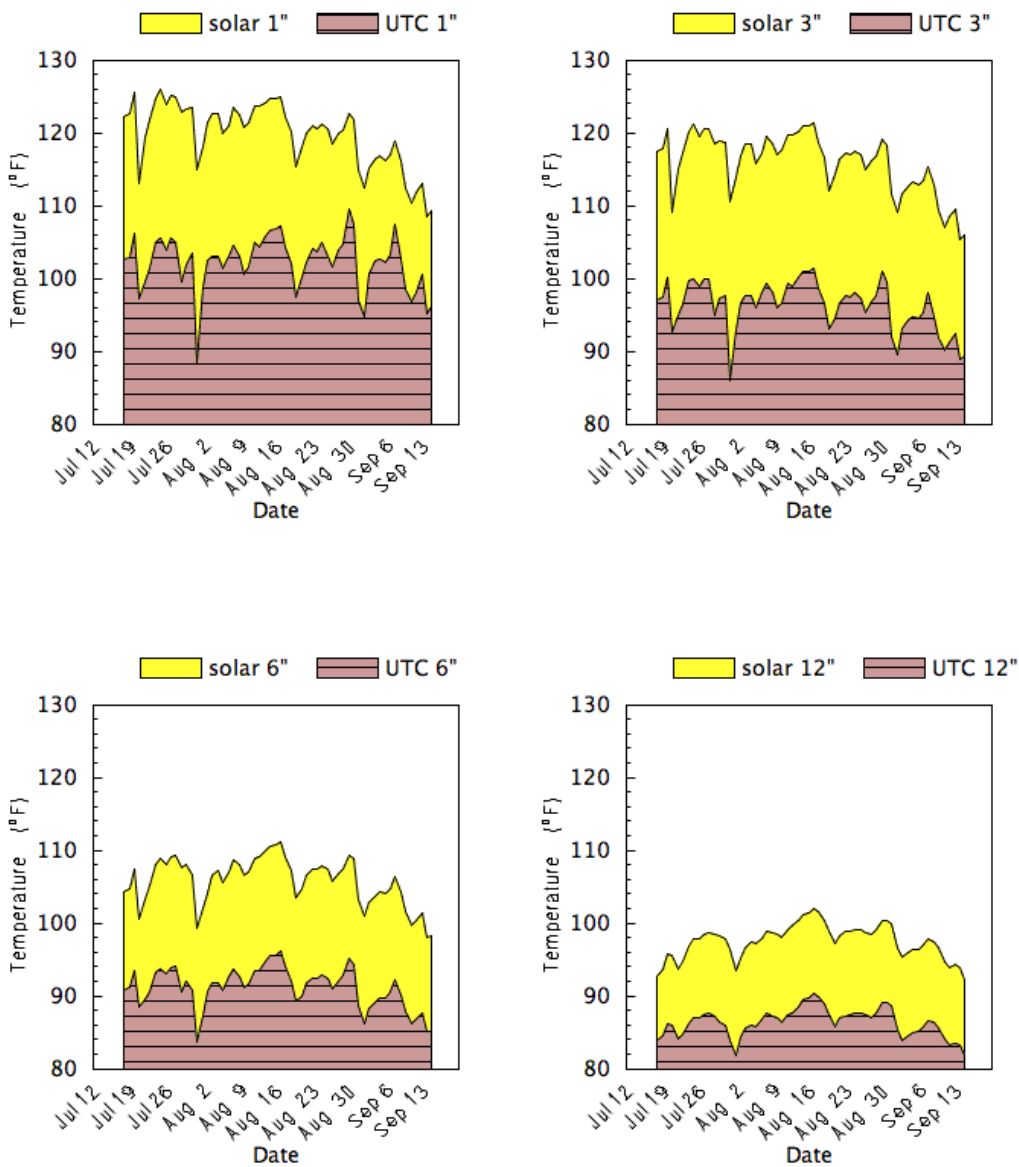 solar 1" UTC 1"
130
120
110
100
90
80
Temperature (°F)
Jul 12
Jul 19
Jul 26
Aug 2
Aug 9
Aug 16
Aug 23
Aug 30
Sep 6
Sep 13
Date
solar 3" UTC 3"
130
120
110
100
90
80
Temperature (°F)
Jul 12
Jul 19
Jul 26
Aug 2
Aug 9
Aug 16
Aug 23
Aug 30
Sep 6
Sep 13
Date
solar 6" UTC 6"
130
120
110
100
90
80
Temperature (°F)
Jul 12
Jul 19
Jul 26
Aug 2
Aug 9
Aug 16
Aug 23
Aug 30
Sep 6
Sep 13
Date
solar 12" UTC 12"
130
120
110
100
90
80
Temperature (°F)
Jul 12
Jul 19
Jul 26
Aug 2
Aug 9
Aug 16
Aug 23
Aug 30
Sep 6
Sep 13
Date